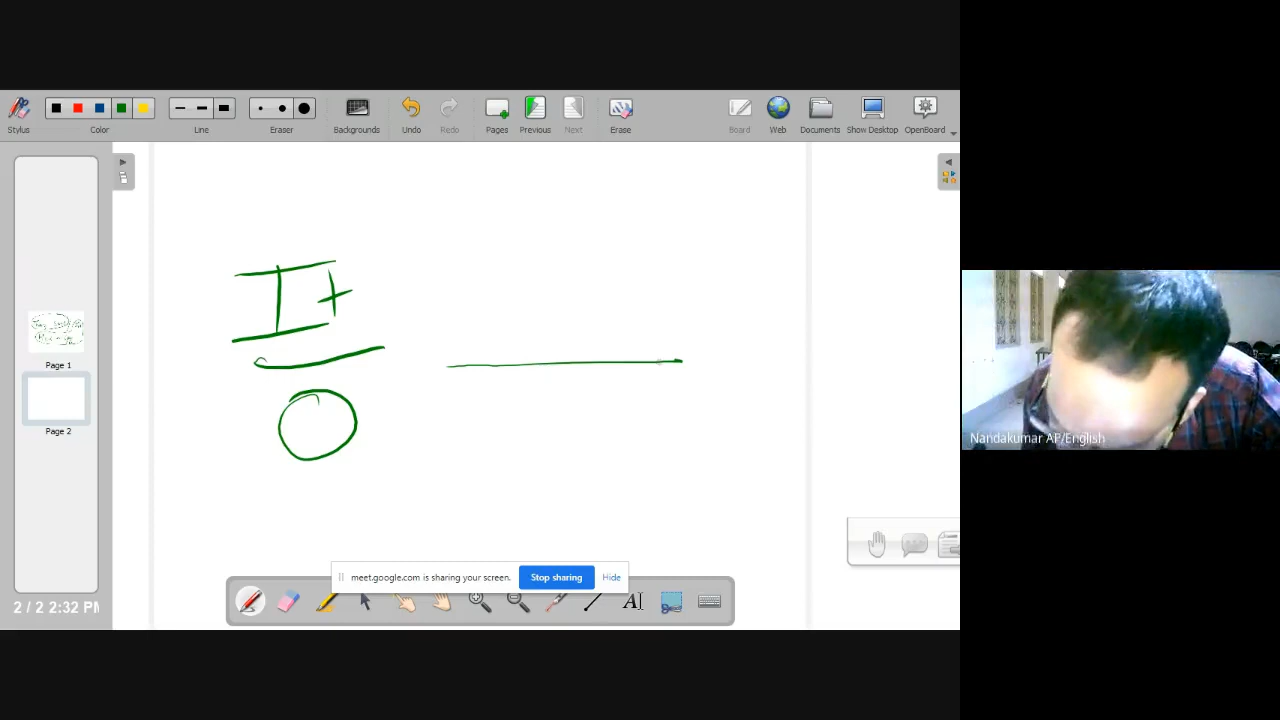 Stylus Color Line Eraser Backgrounds Undo Redo Pages Previous Next Erase Board Web Documents Show Desktop OpenBoard
It
Page 1
Page 2
Nandakumar AP/English
meet.google.com is sharing your screen. Stop sharing Hide
2 / 2 2:32 PM